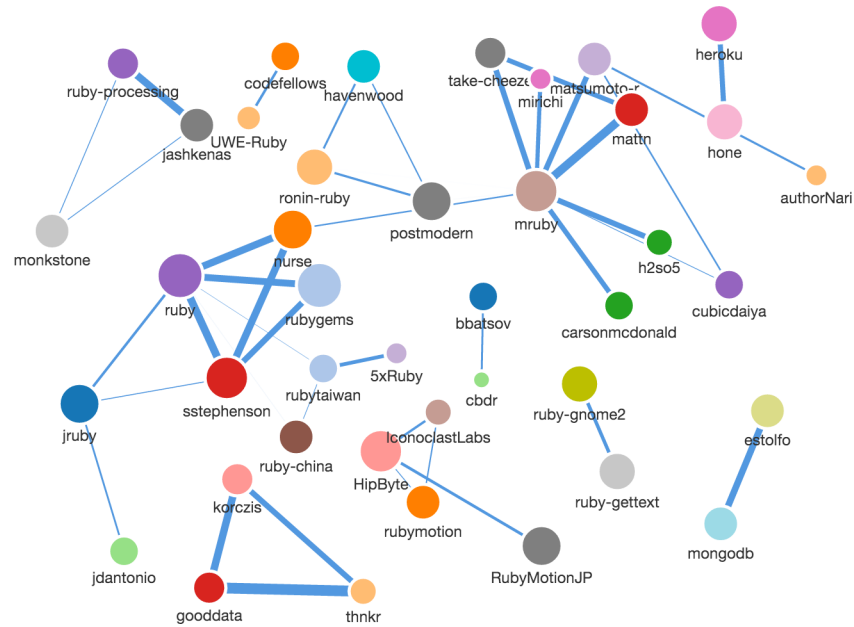 heroku
codefellows
take-cheeze
matsumoto-r
ruby-processing
havenwood
mirichi
mattn
UWE-Ruby
hone
jashkenas
ronin-ruby
authorNari
mruby
postmodern
monkstone
nurse
h2so5
ruby
rubygems
cubicdaiya
bbatsov
carsonmcdonald
5xRuby
rubytaiwan
cbdr
sstephenson
ruby-gnome2
jruby
IconoclastLabs
estolfo
ruby-china
HipByte
ruby-gettext
korczis
rubymotion
mongodb
jdantonio
RubyMotionJP
gooddata
thnkr